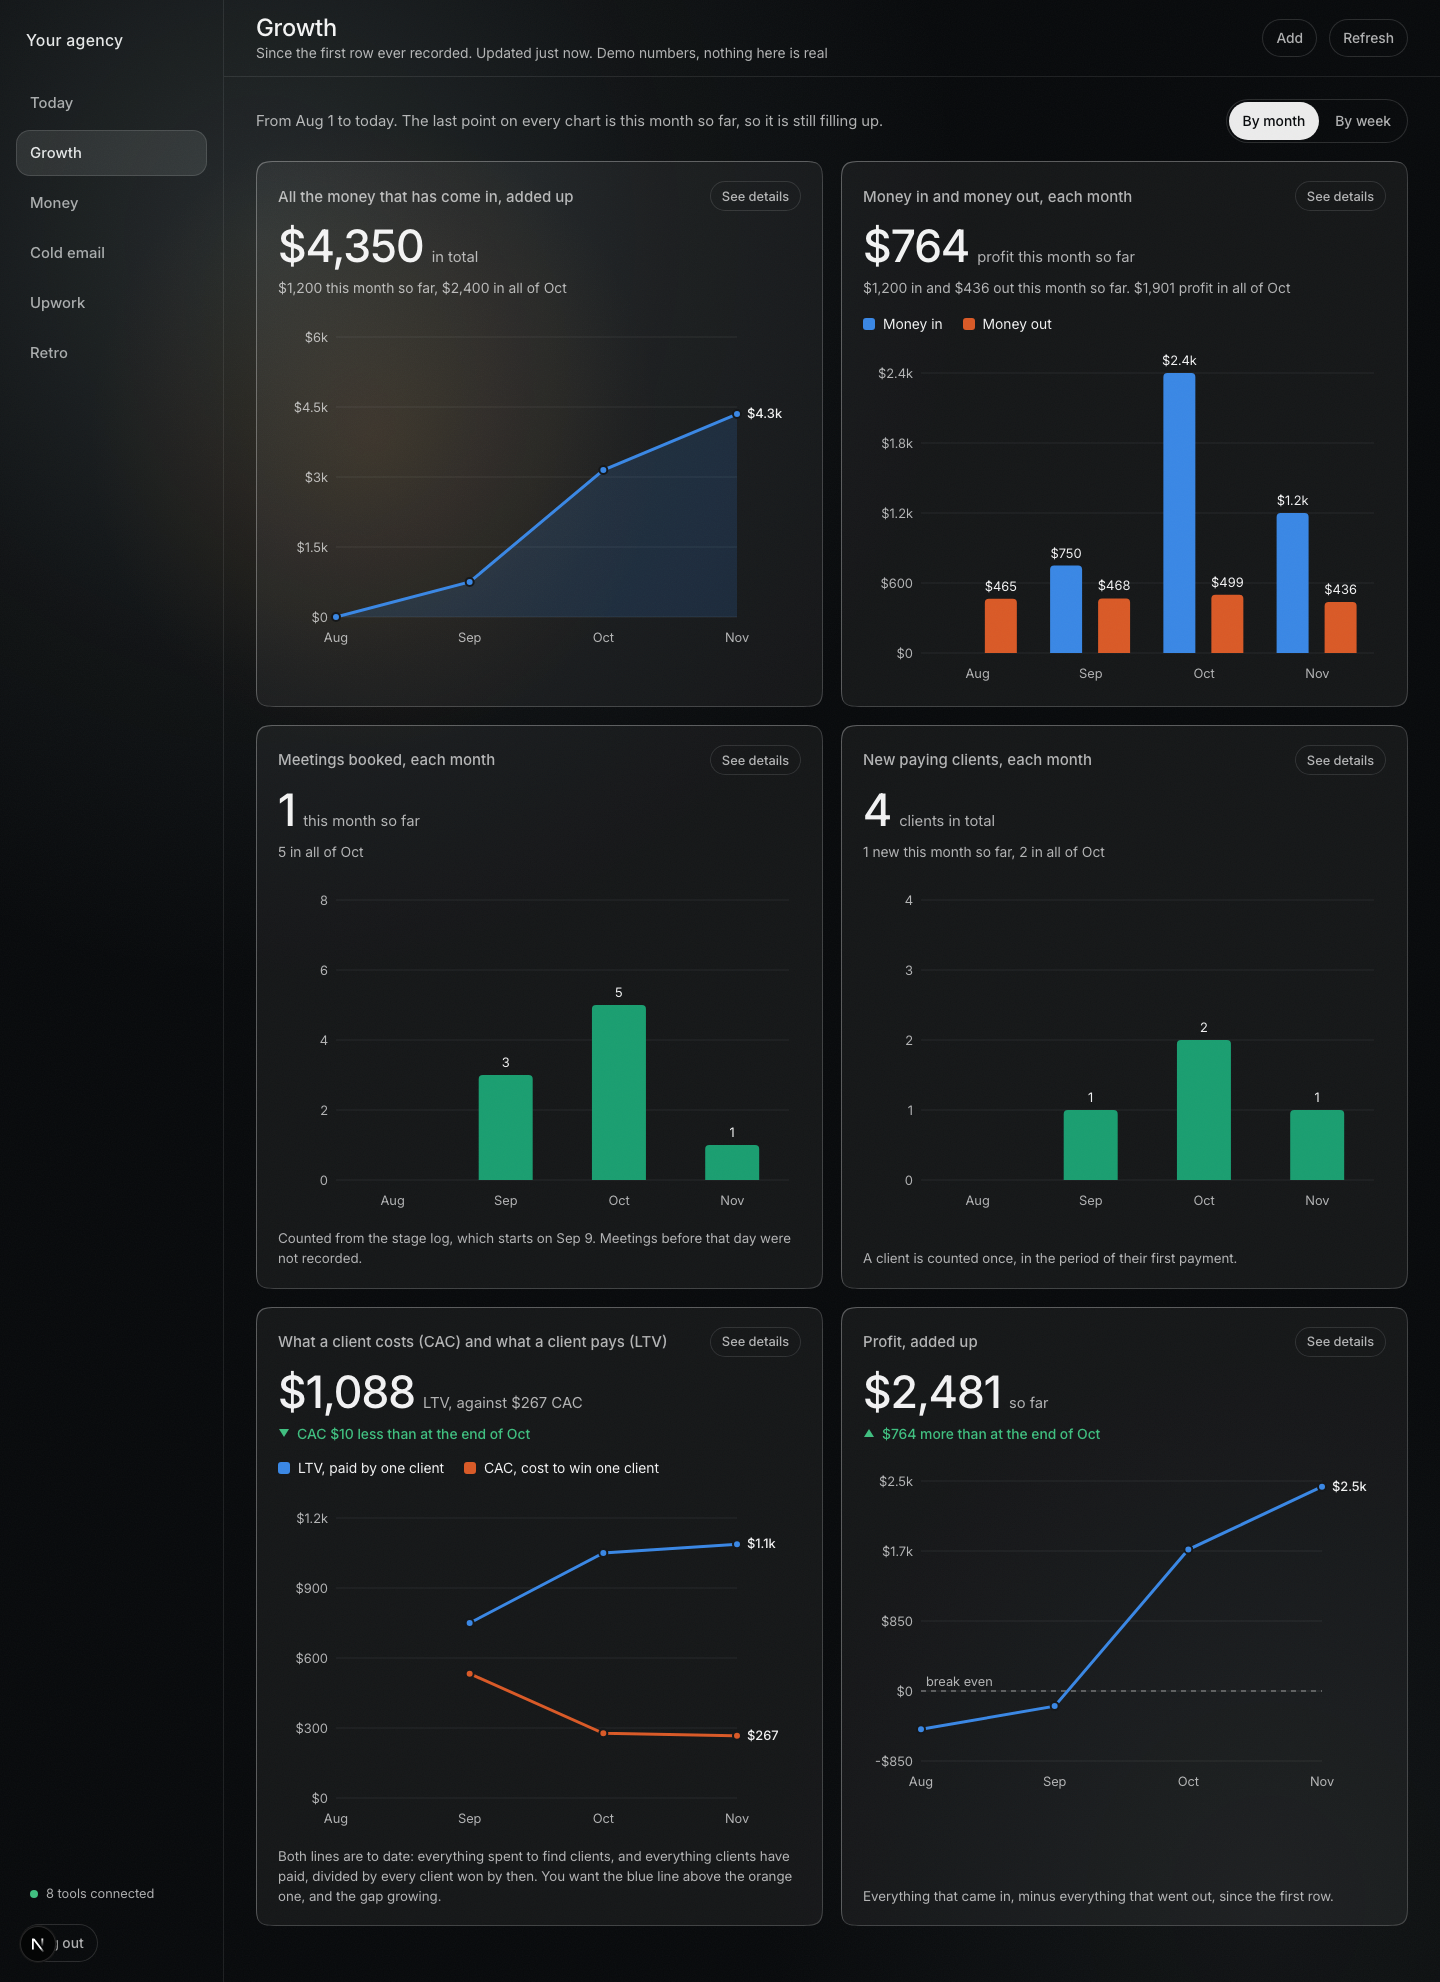 Your agency
Today
Growth
Money
Cold email
Upwork
Retro
8 tools connected
N
out
Growth
Since the first row ever recorded. Updated just now. Demo numbers, nothing here is real
Add
Refresh
From Aug 1 to today. The last point on every chart is this month so far, so it is still filling up.
By month
By week
All the money that has come in, added up
See details
$4,350 in total
$1,200 this month so far, $2,400 in all of Oct
$6k
$4.5k
$3k
$1.5k
$0
$4.3k
Aug Sep Oct Nov
Money in and money out, each month
See details
$764 profit this month so far
$1,200 in and $436 out this month so far. $1,901 profit in all of Oct
Money in
Money out
$2.4k
$1.8k
$1.2k
$600
$0
$465
$750
$468
$2.4k
$499
$1.2k
$436
Aug Sep Oct Nov
Meetings booked, each month
See details
1 this month so far
5 in all of Oct
8
6
4
2
0
3
5
1
Aug Sep Oct Nov
Counted from the stage log, which starts on Sep 9. Meetings before that day were
not recorded.
New paying clients, each month
See details
4 clients in total
1 new this month so far, 2 in all of Oct
4
3
2
1
0
1
2
1
Aug Sep Oct Nov
A client is counted once, in the period of their first payment.
What a client costs (CAC) and what a client pays (LTV)
See details
$1,088 LTV, against $267 CAC
CAC $10 less than at the end of Oct
LTV, paid by one client
CAC, cost to win one client
$1.2k
$900
$600
$300
$0
$1.1k
$267
Aug Sep Oct Nov
Both lines are to date: everything spent to find clients, and everything clients have
paid, divided by every client won by then. You want the blue line above the orange
one, and the gap growing.
Profit, added up
See details
$2,481 so far
$764 more than at the end of Oct
$2.5k
$1.7k
$850
$0
-$850
break even
$2.5k
Aug Sep Oct Nov
Everything that came in, minus everything that went out, since the first row.